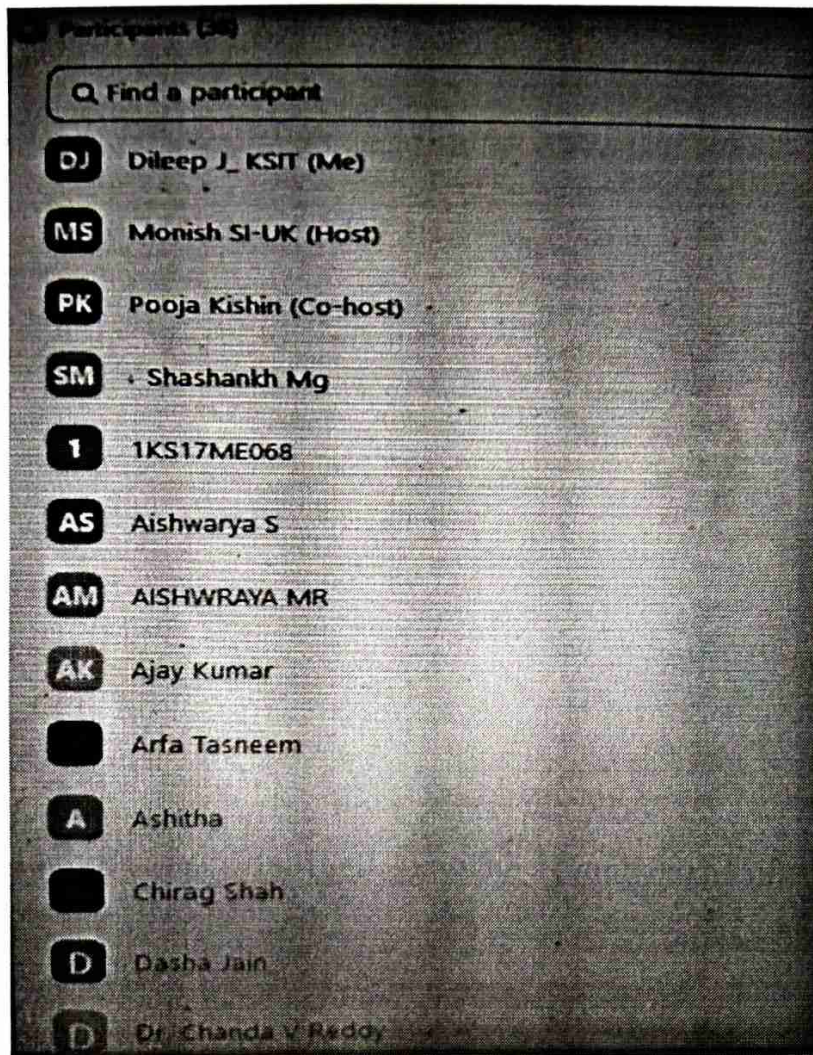 Participants (38)
Find a participant
DJ Dileep J_ KSIT (Me)
MS Monish SI-UK (Host)
PK Pooja Kishin (Co-host)
SM Shashankh Mg
1 1KS17ME068
AS Aishwarya S
AM AISHWRAYA MR
AK Ajay Kumar
Arfa Tasneem
A Ashitha
Chirag Shah
D Dasha Jain
D Dr. Chanda V Reddy